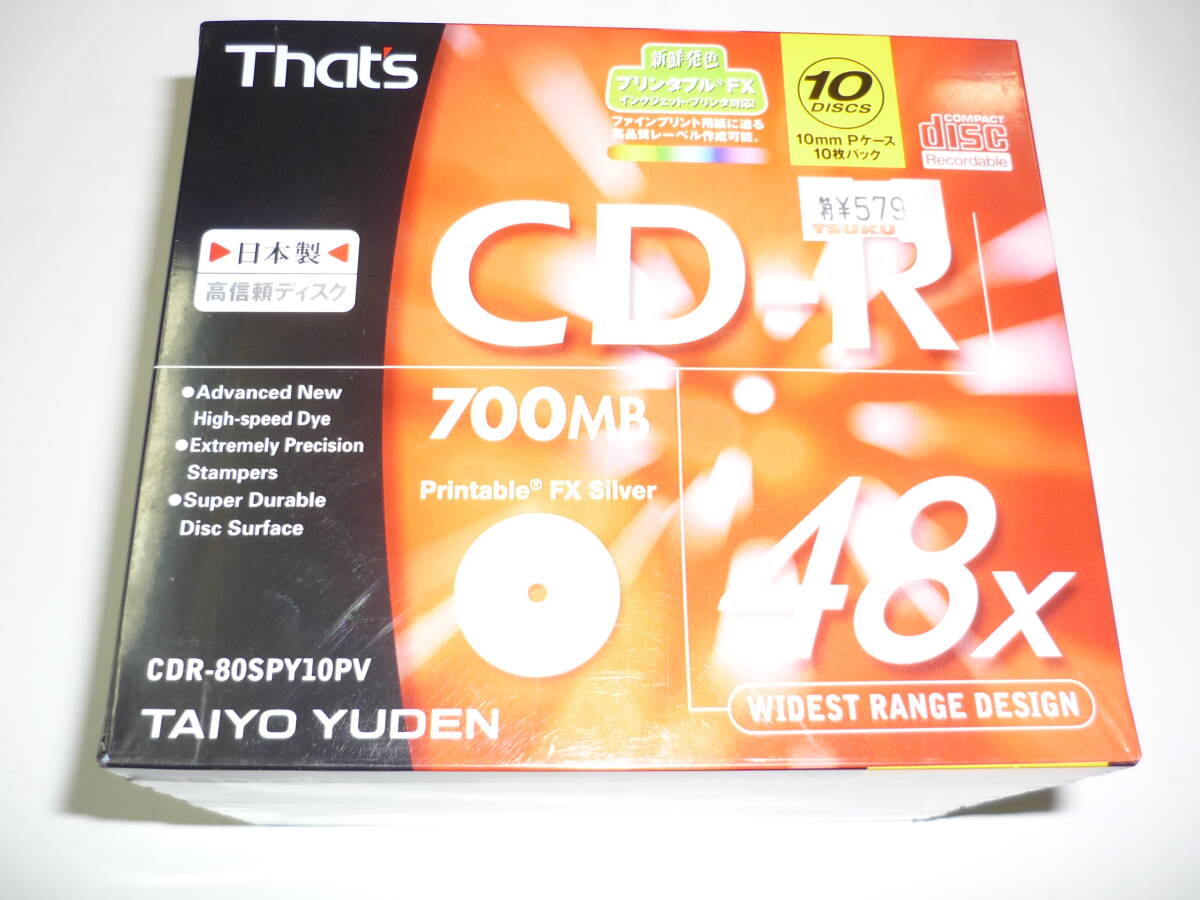 That's
新鮮発色
プリンタブル® FX
インクジェット・プリンタ対応!
ファインプリント用紙に迫る
高品質レーベル作成可能。
10
DISCS
10mm Pケース
10枚パック
COMPACT
disc
Recordable
¥579
TSUKU
CD-R
日本製
高信頼ディスク
●Advanced New
High-speed Dye
●Extremely Precision
Stampers
●Super Durable
Disc Surface
700MB
Printable® FX Silver
48x
WIDEST RANGE DESIGN
CDR-80SPY10PV
TAIYO YUDEN